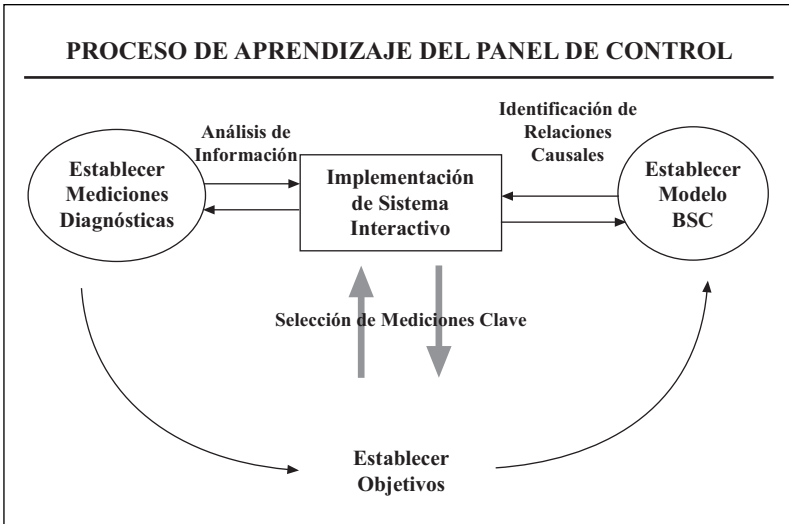 PROCESO DE APRENDIZAJE DEL PANEL DE CONTROL
Análisis de
Información
Identificación de
Relaciones
Causales
Establecer
Mediciones
Diagnósticas
Implementación
de Sistema
Interactivo
Establecer
Modelo
BSC
Selección de Mediciones Clave
Establecer
Objetivos